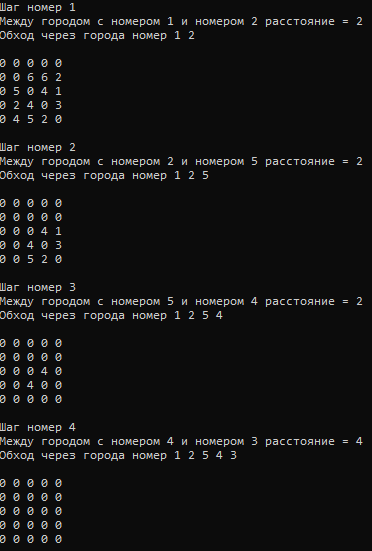 Шаг номер 1
Между городом с номером 1 и номером 2 расстояние = 2
Обход через города номер 1 2
0 0 0 0 0
0 0 6 6 2
0 5 0 4 1
0 2 4 0 3
0 4 5 2 0
Шаг номер 2
Между городом с номером 2 и номером 5 расстояние = 2
Обход через города номер 1 2 5
0 0 0 0 0
0 0 0 0 0
0 0 0 4 1
0 0 4 0 3
0 0 5 2 0
Шаг номер 3
Между городом с номером 5 и номером 4 расстояние = 2
Обход через города номер 1 2 5 4
0 0 0 0 0
0 0 0 0 0
0 0 0 4 0
0 0 4 0 0
0 0 0 0 0
Шаг номер 4
Между городом с номером 4 и номером 3 расстояние = 4
Обход через города номер 1 2 5 4 3
0 0 0 0 0
0 0 0 0 0
0 0 0 0 0
0 0 0 0 0
0 0 0 0 0